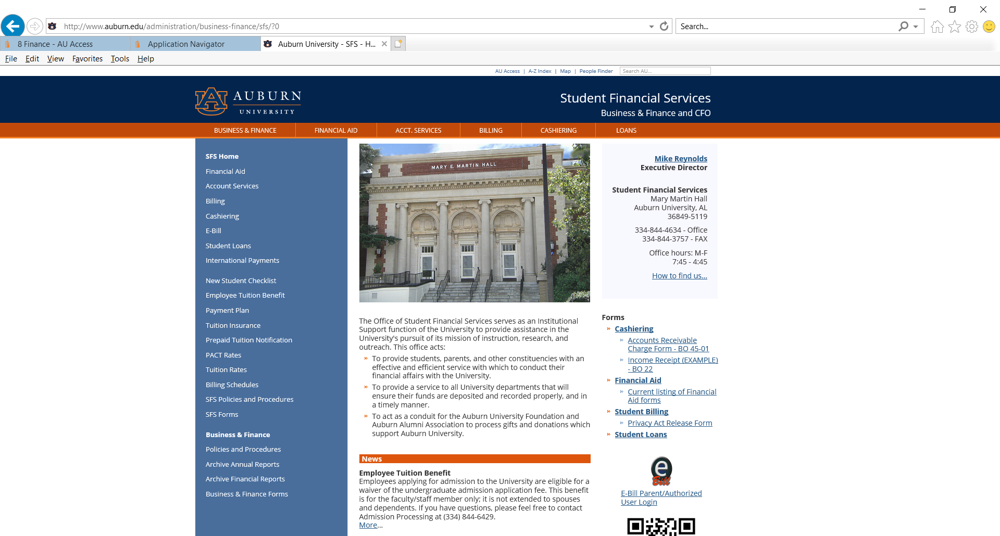 http://www.auburn.edu/administration/business-finance/sfs/?0
Search...
8 Finance - AU Access
Application Navigator
Auburn University - SFS - H...
File Edit View Favorites Tools Help
AU Access | A-Z Index | Map | People Finder
Search AU...
AUBURN
UNIVERSITY
Student Financial Services
Business & Finance and CFO
BUSINESS & FINANCE
FINANCIAL AID
ACCT. SERVICES
BILLING
CASHIERING
LOANS
SFS Home
Financial Aid
Account Services
Billing
Cashiering
E-Bill
Student Loans
International Payments
New Student Checklist
Employee Tuition Benefit
Payment Plan
Tuition Insurance
Prepaid Tuition Notification
PACT Rates
Tuition Rates
Billing Schedules
SFS Policies and Procedures
SFS Forms
Business & Finance
Policies and Procedures
Archive Annual Reports
Archive Financial Reports
Business & Finance Forms
MARY E. MARTIN HALL
The Office of Student Financial Services serves as an Institutional
Support function of the University to provide assistance in the
University's pursuit of its mission of instruction, research, and
outreach. This office acts:
» To provide students, parents, and other constituencies with an
effective and efficient service with which to conduct their
financial affairs with the University.
» To provide a service to all University departments that will
ensure their funds are deposited and recorded properly, and in
a timely manner.
» To act as a conduit for the Auburn University Foundation and
Auburn Alumni Association to process gifts and donations which
support Auburn University.
News
Employee Tuition Benefit
Employees applying for admission to the University are eligible for a
waiver of the undergraduate admission application fee. This benefit
is for the faculty/staff member only; it is not extended to spouses
and dependents. If you have questions, please feel free to contact
Admission Processing at (334) 844-6429.
More...
Mike Reynolds
Executive Director
Student Financial Services
Mary Martin Hall
Auburn University, AL
36849-5119
334-844-4634 - Office
334-844-3757 - FAX
Office hours: M-F
7:45 - 4:45
How to find us...
Forms
» Cashiering
» Accounts Receivable
Charge Form - BO 45-01
» Income Receipt (EXAMPLE)
- BO 22
» Financial Aid
» Current listing of Financial
Aid forms
» Student Billing
» Privacy Act Release Form
» Student Loans
e
Bill
E-Bill Parent/Authorized
User Login